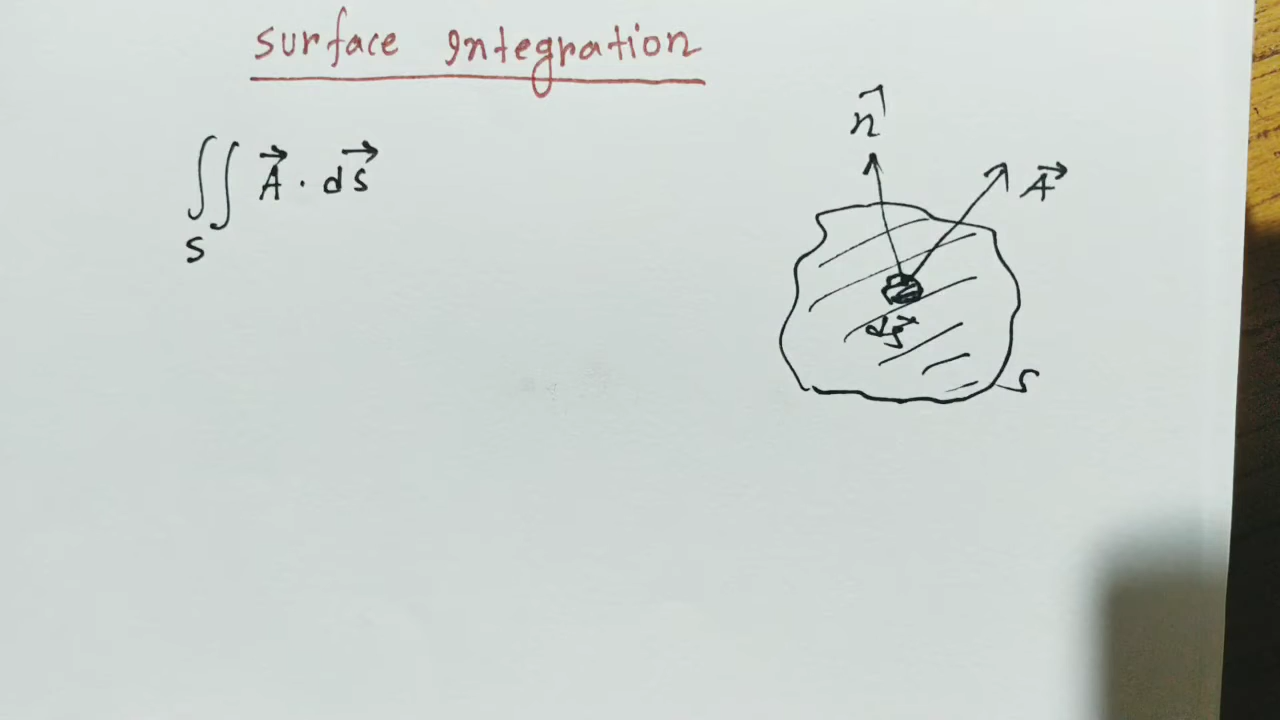 Surface Integration
∬ A⃗ · dS⃗
S
n⃗
A⃗
dS⃗
S